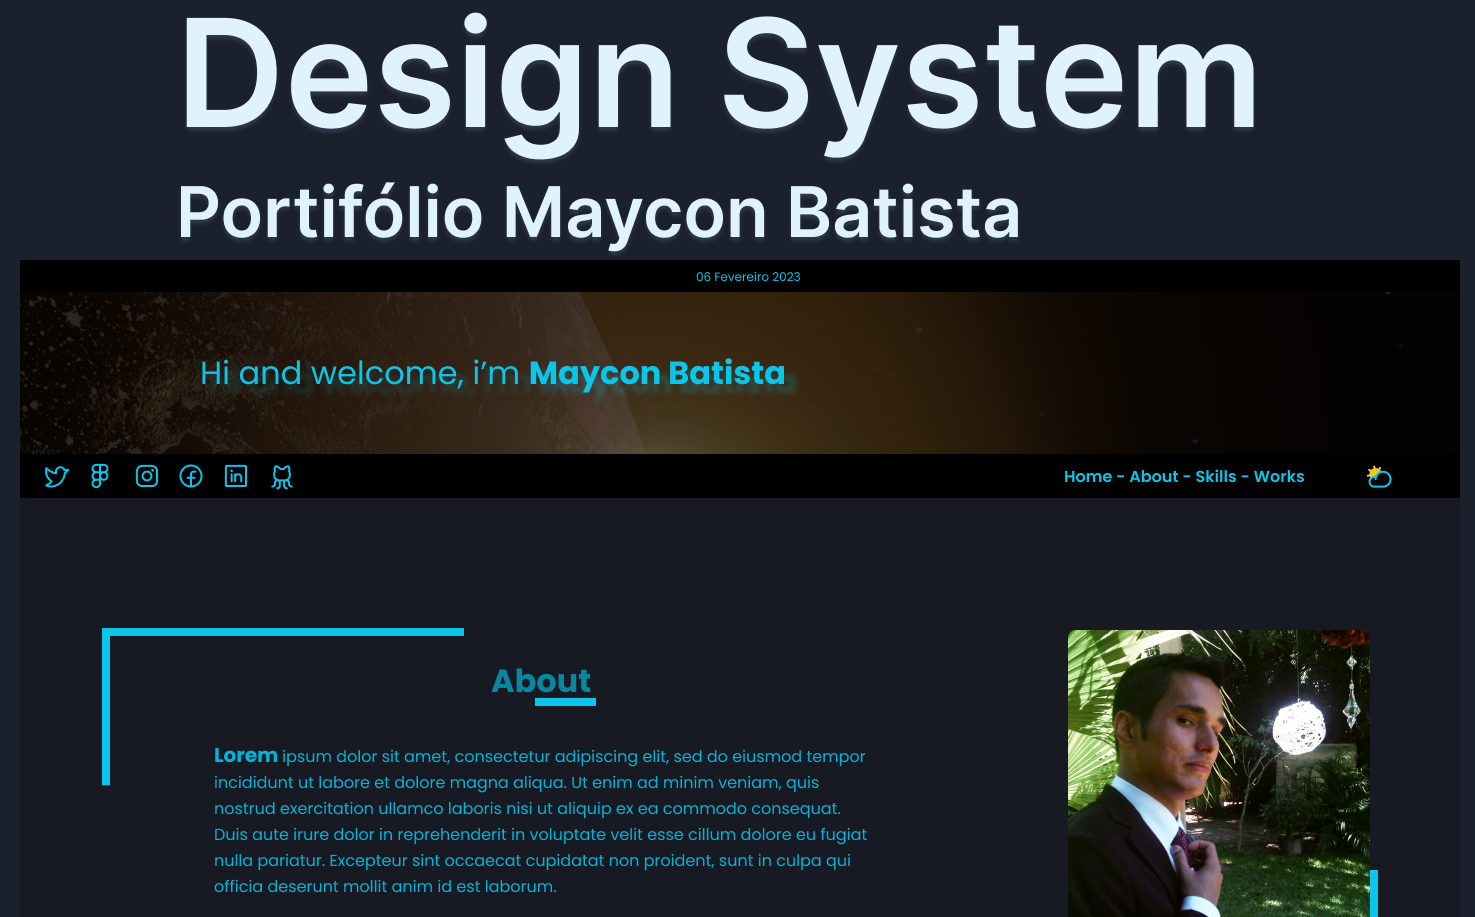 Design System
Portifólio Maycon Batista
06 Fevereiro 2023
Hi and welcome, i’m Maycon Batista
Home - About - Skills - Works
About
Lorem ipsum dolor sit amet, consectetur adipiscing elit, sed do eiusmod tempor
incididunt ut labore et dolore magna aliqua. Ut enim ad minim veniam, quis
nostrud exercitation ullamco laboris nisi ut aliquip ex ea commodo consequat.
Duis aute irure dolor in reprehenderit in voluptate velit esse cillum dolore eu fugiat
nulla pariatur. Excepteur sint occaecat cupidatat non proident, sunt in culpa qui
officia deserunt mollit anim id est laborum.